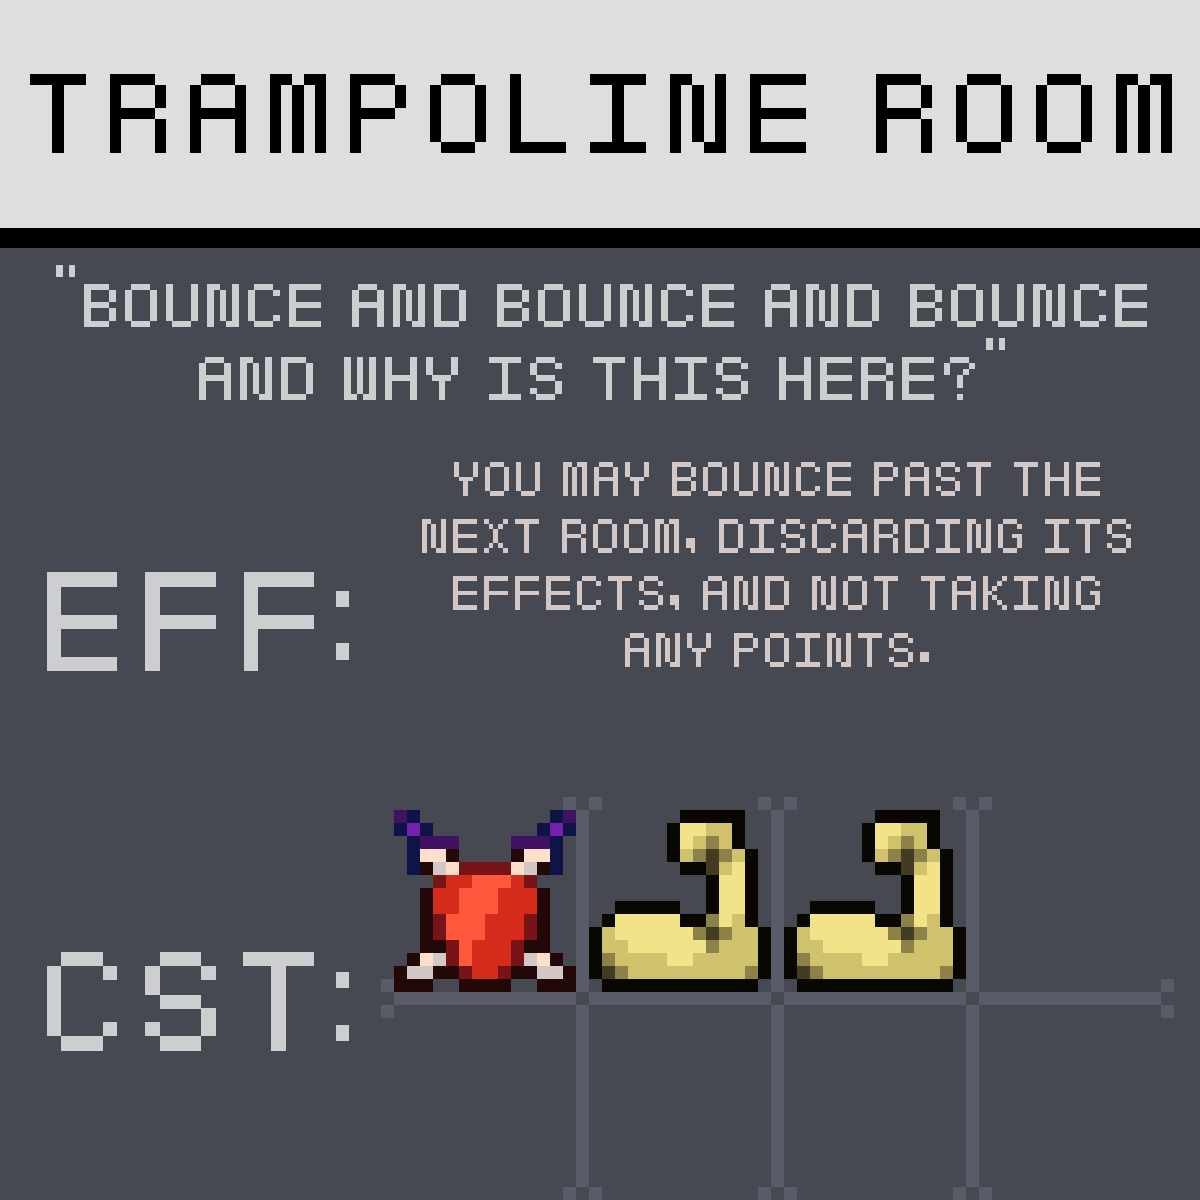 TRAMPOLINE ROOM
"BOUNCE AND BOUNCE AND BOUNCE
AND WHY IS THIS HERE?"
EFF:
YOU MAY BOUNCE PAST THE
NEXT ROOM, DISCARDING ITS
EFFECTS, AND NOT TAKING
ANY POINTS.
CST: